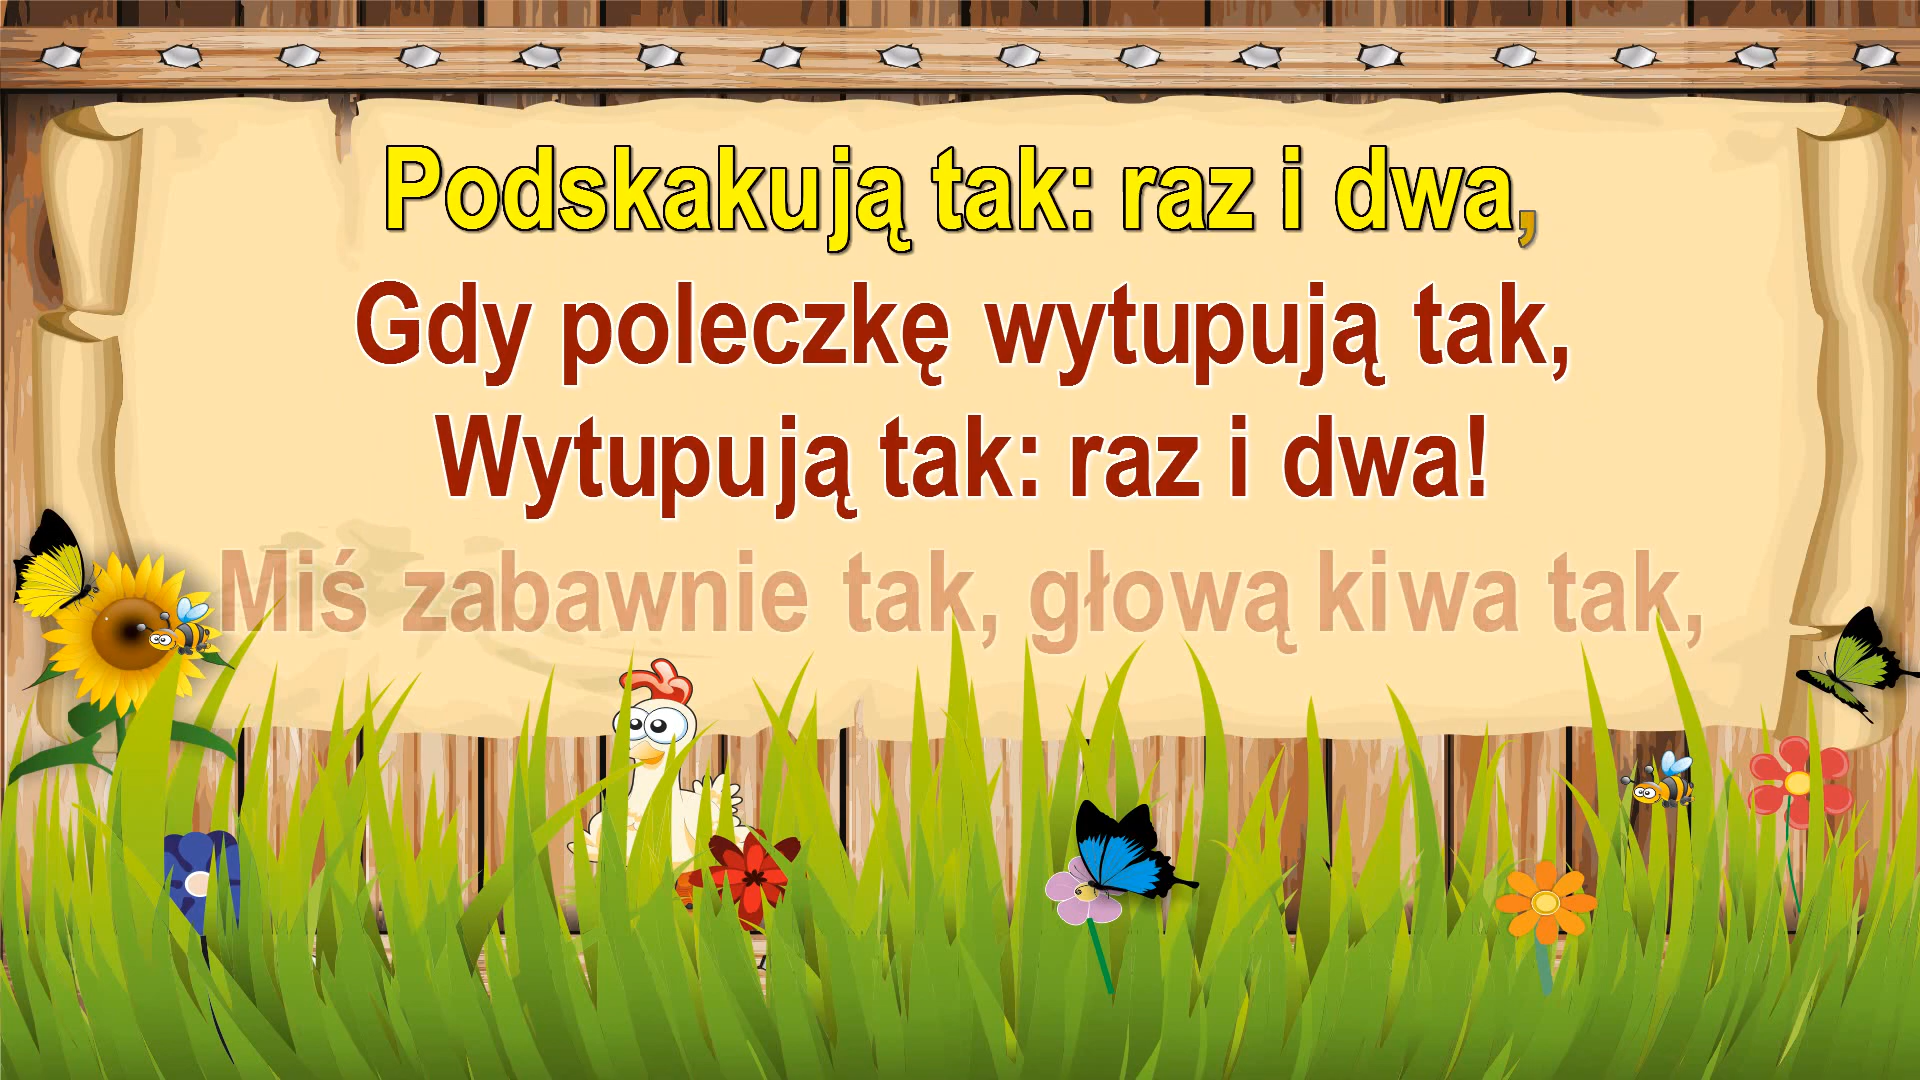 Podskakują tak: raz i dwa,
Gdy poleczkę wytupują tak,
Wytupują tak: raz i dwa!
Miś zabawnie tak, głową kiwa tak,